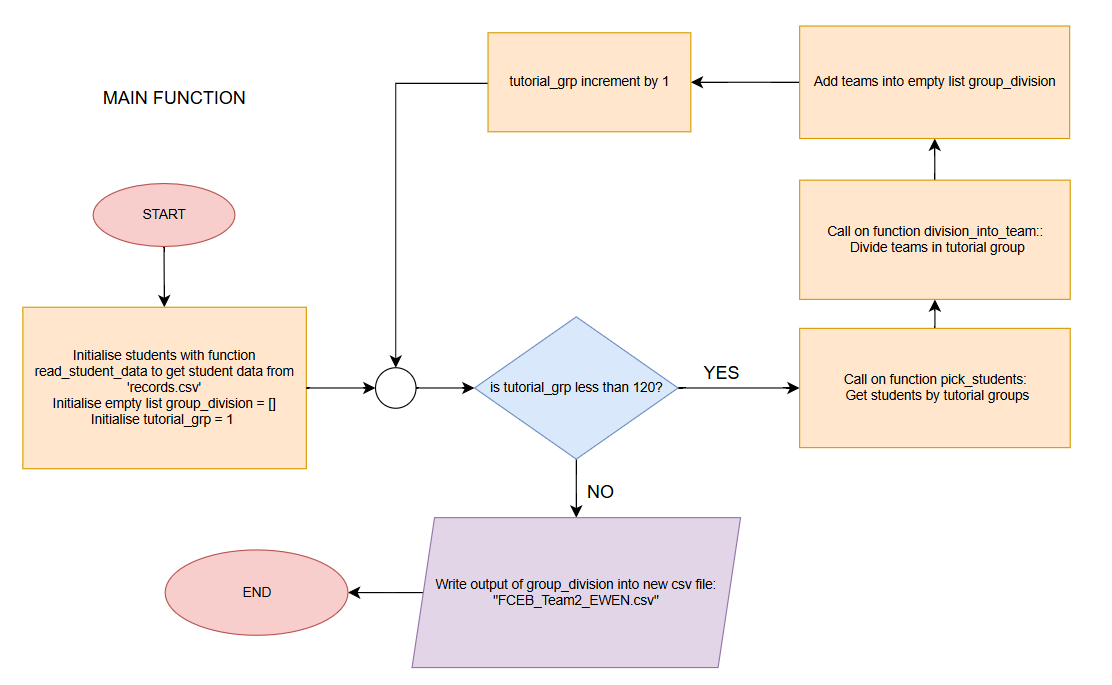 MAIN FUNCTION
START
Initialise students with function
read_student_data to get student data from
'records.csv'
Initialise empty list group_division = []
Initialise tutorial_grp = 1
is tutorial_grp less than 120?
YES
Call on function pick_students:
Get students by tutorial groups
Call on function division_into_team::
Divide teams in tutorial group
Add teams into empty list group_division
tutorial_grp increment by 1
NO
Write output of group_division into new csv file:
"FCEB_Team2_EWEN.csv"
END